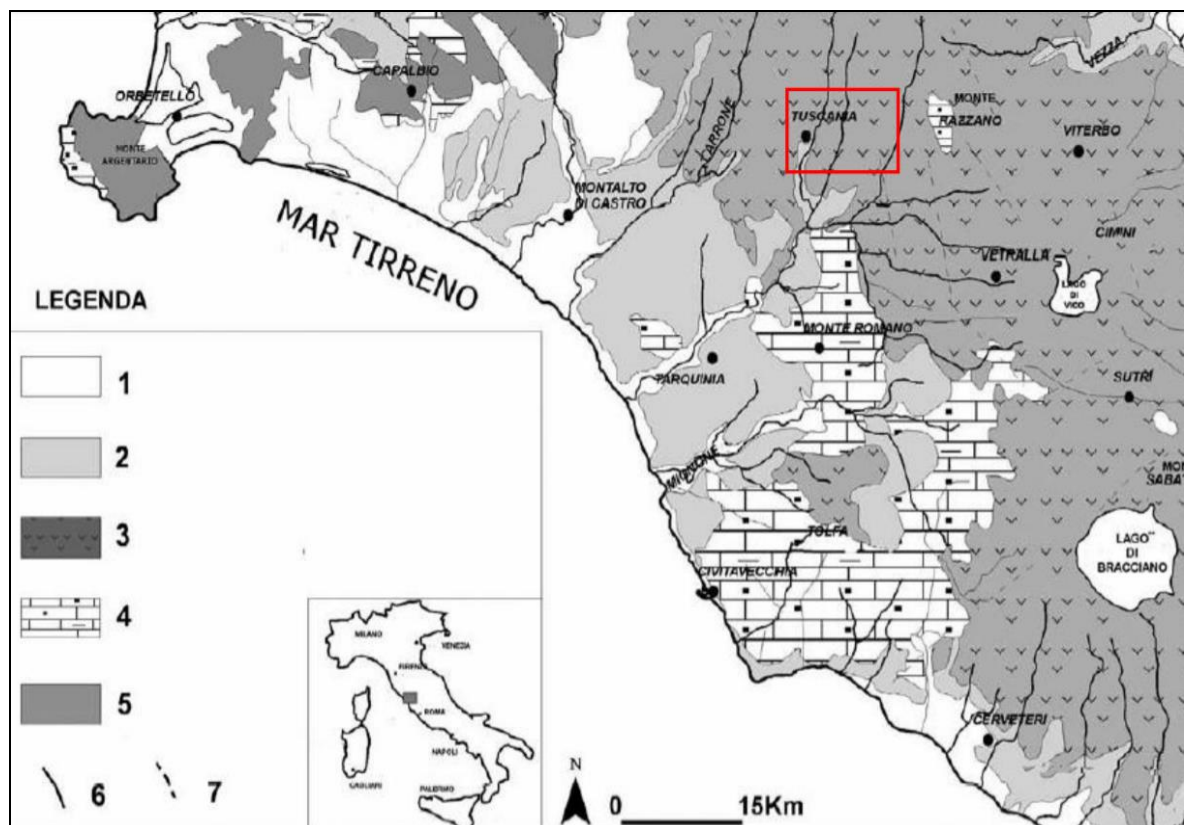 CAPALBIO
ORBETELLO
MONTE
ARGENTARIO
MONTALTO
DI CASTRO
TUSCANIA
MONTE
RAZZANO
VEZZA
VITERBO
CIMINI
VETRALLA
LAGO
DI
VICO
MAR TIRRENO
MONTE ROMANO
TARQUINIA
SUTRI
MIGNONE
TOLFA
CIVITAVECCHIA
LAGO
DI
BRACCIANO
CERVETERI
LEGENDA
1
2
3
4
5
6
7
MILANO
VENEZIA
FIRENZE
ROMA
NAPOLI
CAGLIARI
PALERMO
N
0
15Km